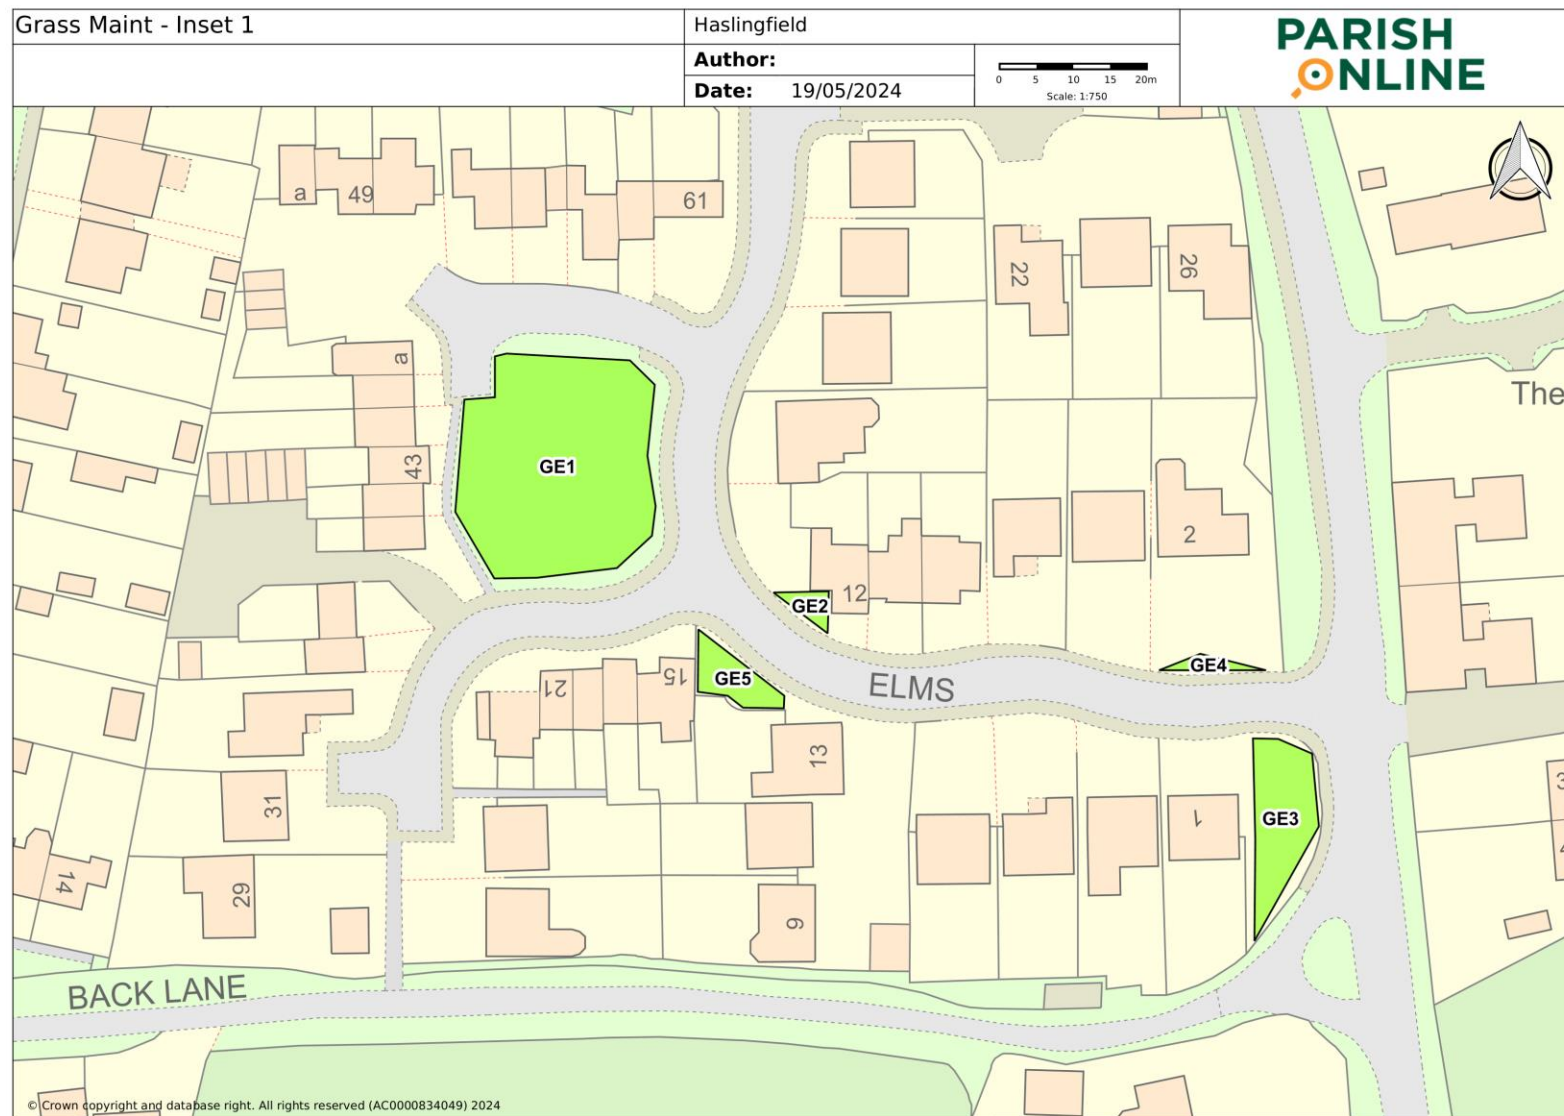 Grass Maint - Inset 1
Haslingfield
Author:
Date: 19/05/2024
0 5 10 15 20m
Scale: 1:750
PARISH
ONLINE
a
49
61
22
26
a
The
43
GE1
2
12
GE2
GE4
GE5
15
21
ELMS
13
31
1
GE3
14
29
9
BACK LANE
© Crown copyright and database right. All rights reserved (AC0000834049) 2024